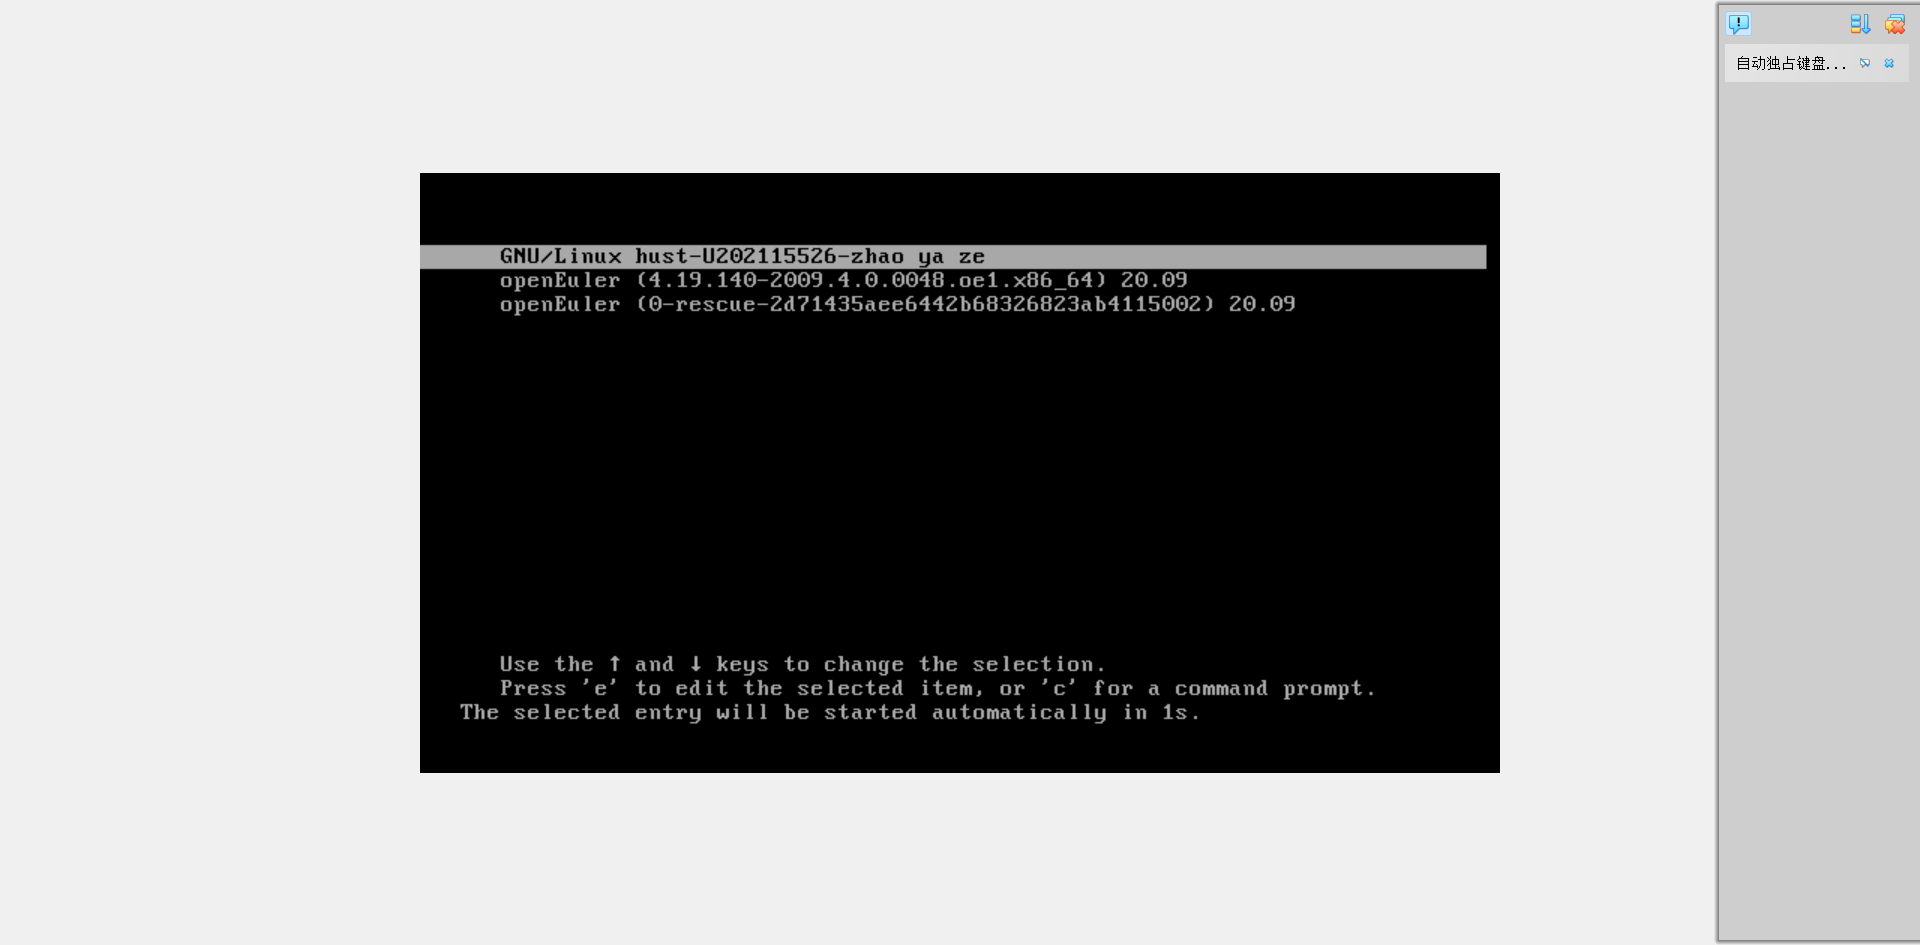 自动独占键盘...
GNU/Linux hust-U202115526-zhao ya ze
openEuler (4.19.140-2009.4.0.0048.oe1.x86_64) 20.09
openEuler (0-rescue-2d71435aee6442b68326823ab4115002) 20.09
Use the ↑ and ↓ keys to change the selection.
Press 'e' to edit the selected item, or 'c' for a command prompt.
The selected entry will be started automatically in 1s.